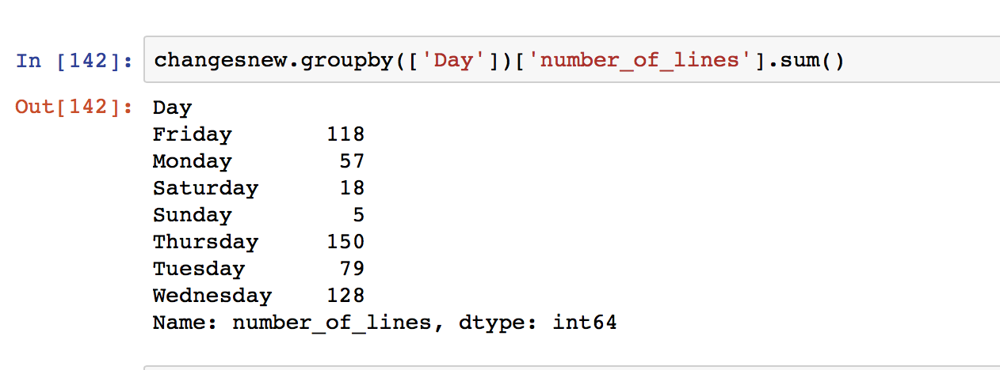 In [142]: changesnew.groupby(['Day'])['number_of_lines'].sum()
Out[142]: Day
Friday 118
Monday 57
Saturday 18
Sunday 5
Thursday 150
Tuesday 79
Wednesday 128
Name: number_of_lines, dtype: int64